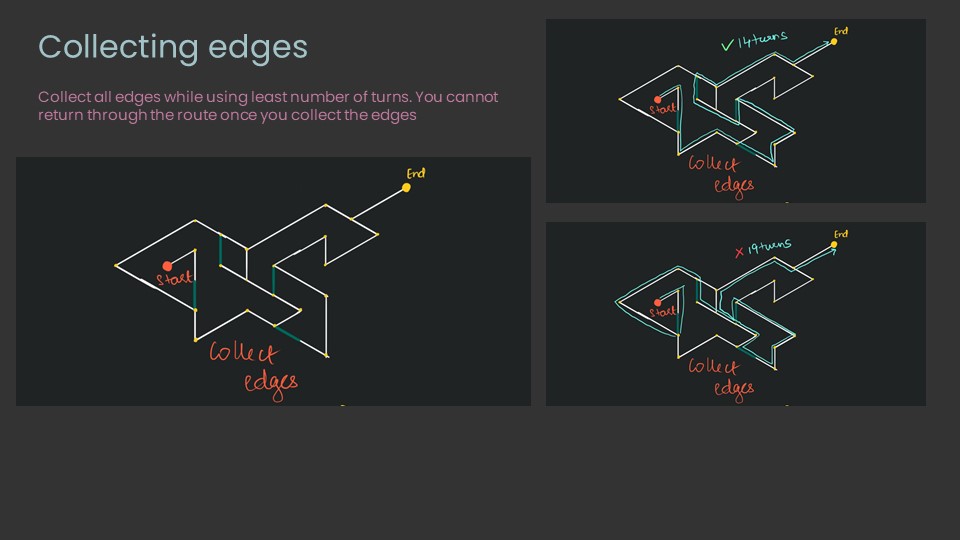 Collecting edges
Collect all edges while using least number of turns. You cannot
return through the route once you collect the edges
End
Start
Collect
edges
✓ 14 turns
End
Start
Collect
edges
✗ 19 turns
End
Start
Collect
edges